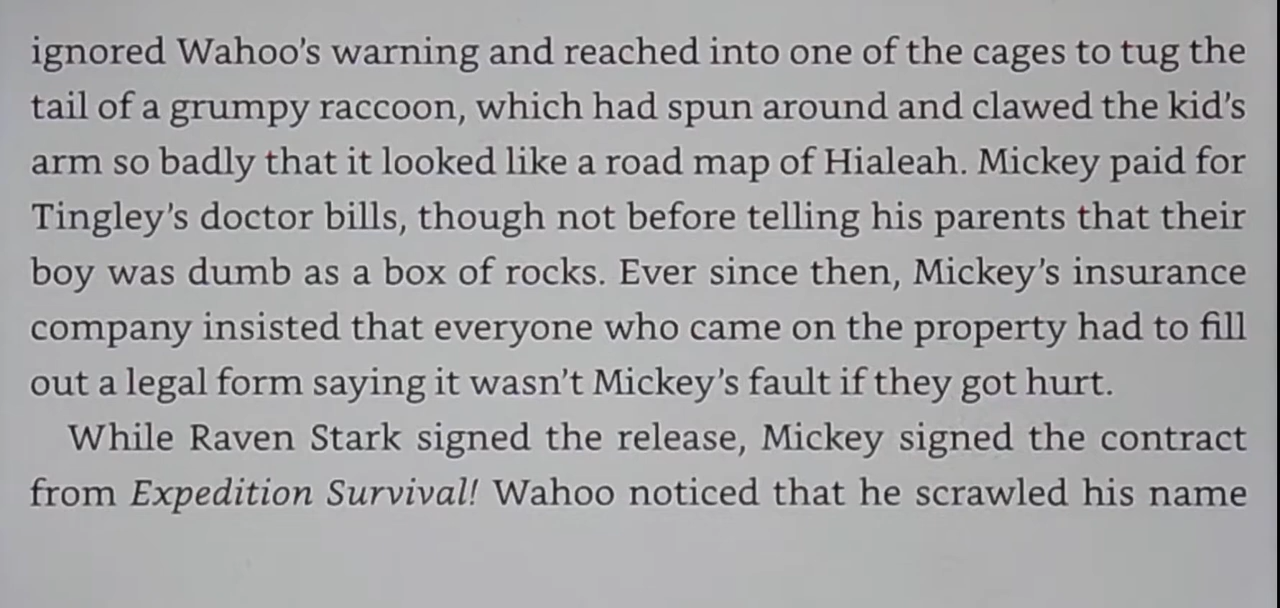 ignored Wahoo’s warning and reached into one of the cages to tug the
tail of a grumpy raccoon, which had spun around and clawed the kid’s
arm so badly that it looked like a road map of Hialeah. Mickey paid for
Tingley’s doctor bills, though not before telling his parents that their
boy was dumb as a box of rocks. Ever since then, Mickey’s insurance
company insisted that everyone who came on the property had to fill
out a legal form saying it wasn’t Mickey’s fault if they got hurt.
While Raven Stark signed the release, Mickey signed the contract
from Expedition Survival! Wahoo noticed that he scrawled his name